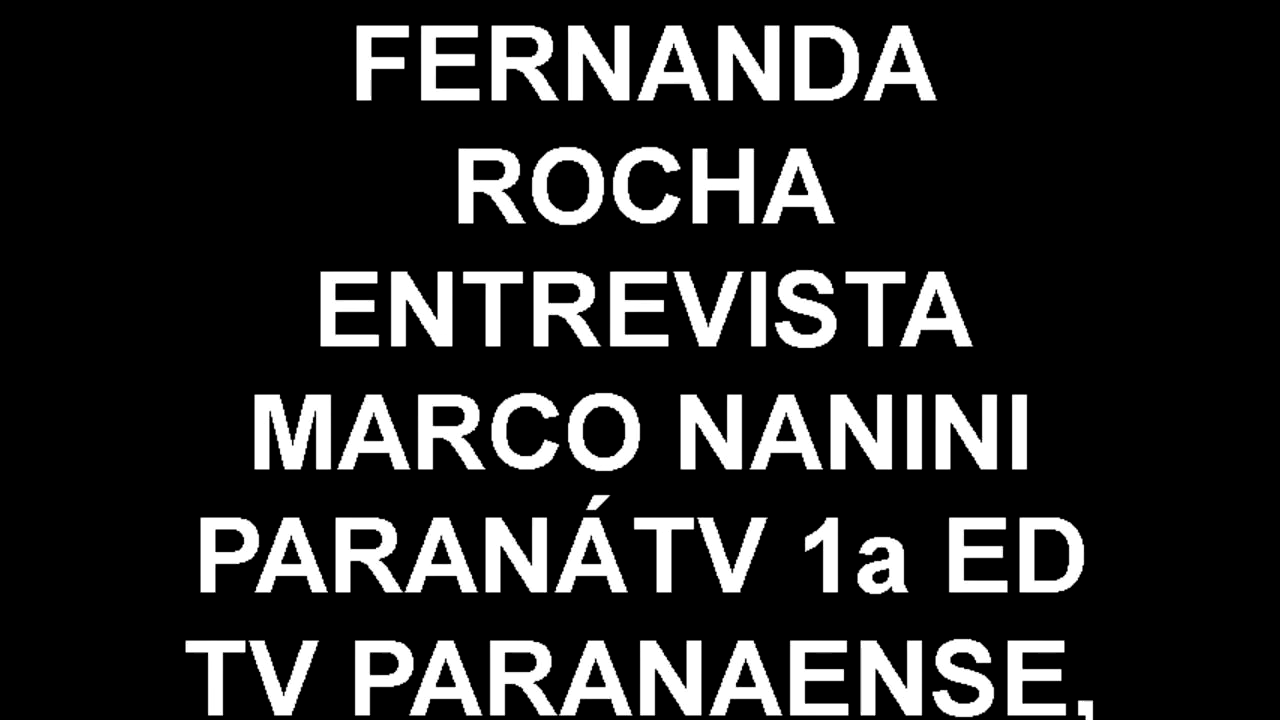 FERNANDA
ROCHA
ENTREVISTA
MARCO NANINI
PARANÁTV 1a ED
TV PARANAENSE,